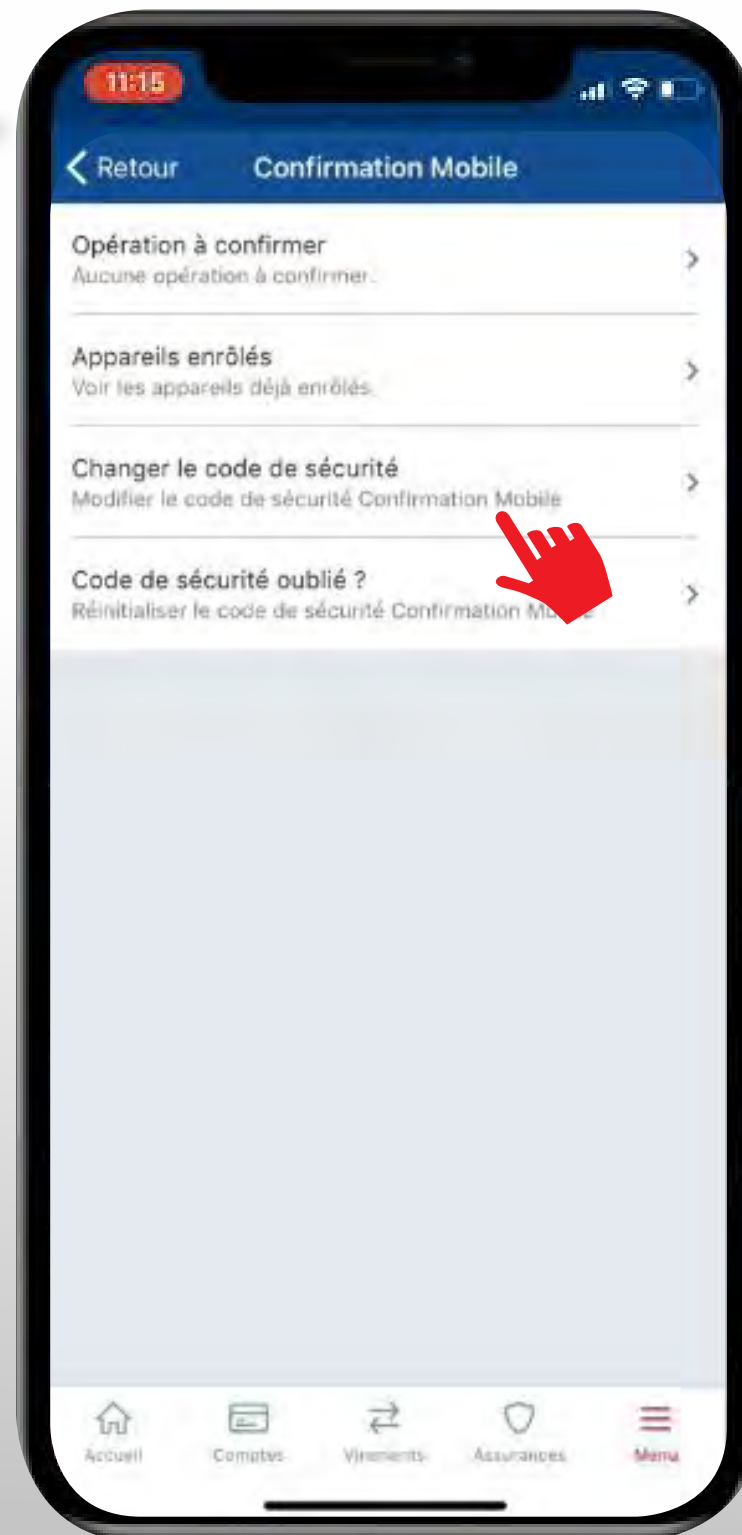 11:15
Retour
Confirmation Mobile
Opération à confirmer
Aucune opération à confirmer.
Appareils enrôlés
Voir les appareils déjà enrôlés.
Changer le code de sécurité
Modifier le code de sécurité Confirmation Mobile
Code de sécurité oublié ?
Réinitialiser le code de sécurité Confirmation Mobile
Accueil
Comptes
Virements
Assurances
Menu